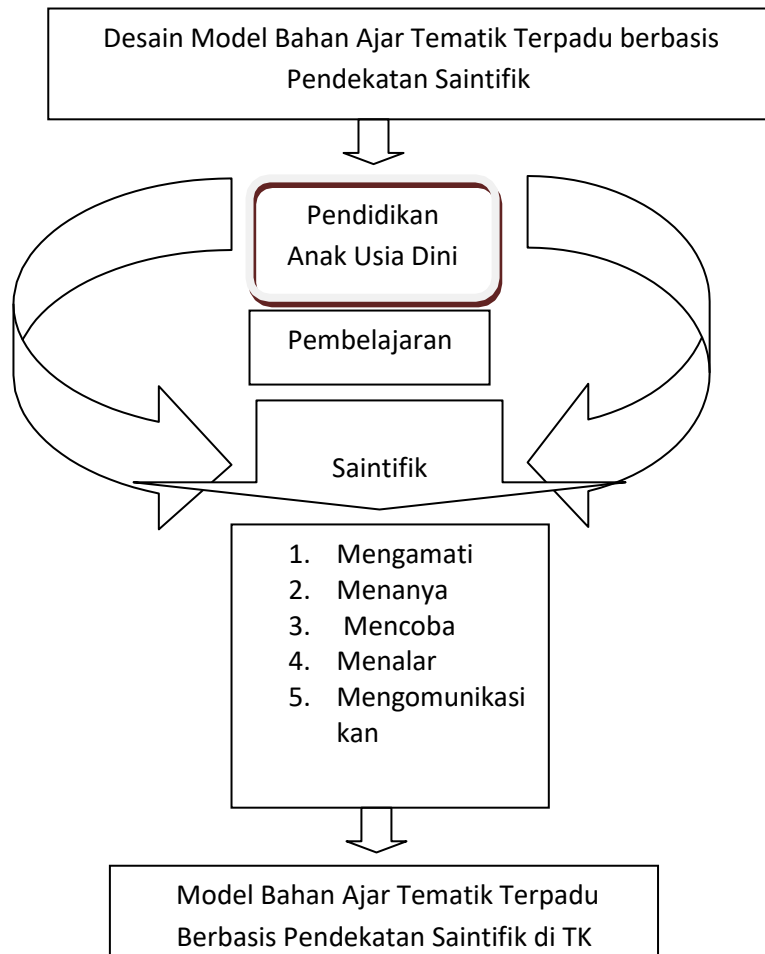 Desain Model Bahan Ajar Tematik Terpadu berbasis
Pendekatan Saintifik
Pendidikan
Anak Usia Dini
Pembelajaran
Saintifik
1. Mengamati
2. Menanya
3. Mencoba
4. Menalar
5. Mengomunikasi
kan
Model Bahan Ajar Tematik Terpadu
Berbasis Pendekatan Saintifik di TK